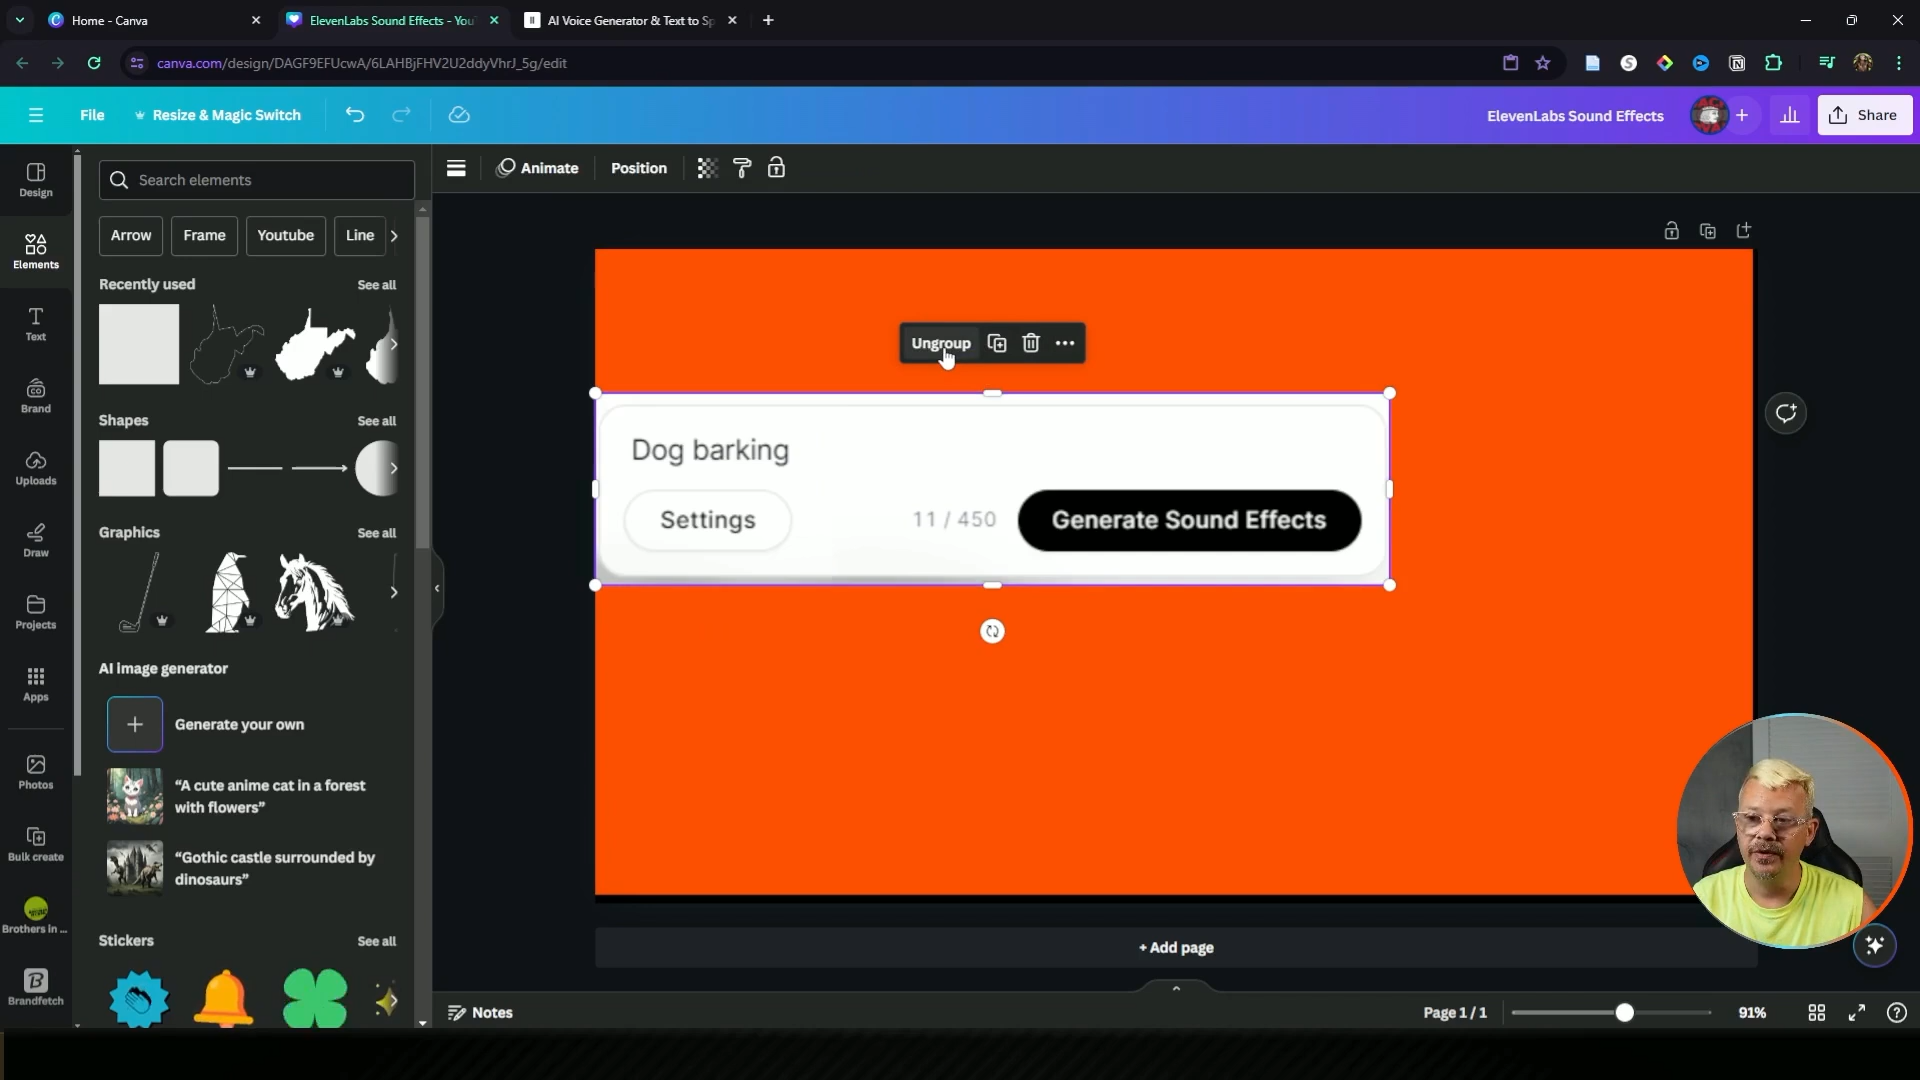 Home - Canva
ElevenLabs Sound Effects - You
AI Voice Generator & Text to Sp
canva.com/design/DAGF9EFUcwA/6LAHBjFHV2U2ddyVhrJ_5g/edit
File
Resize & Magic Switch
ElevenLabs Sound Effects
Share
Design
Elements
Text
Brand
Uploads
Draw
Projects
Apps
Photos
Bulk create
Brothers in ...
Brandfetch
Search elements
Arrow
Frame
Youtube
Line
Recently used
See all
Shapes
See all
Graphics
See all
AI image generator
Generate your own
“A cute anime cat in a forest
with flowers”
“Gothic castle surrounded by
dinosaurs”
Stickers
See all
Animate
Position
Ungroup
Dog barking
Settings
11 / 450
Generate Sound Effects
+ Add page
Notes
Page 1 / 1
91%